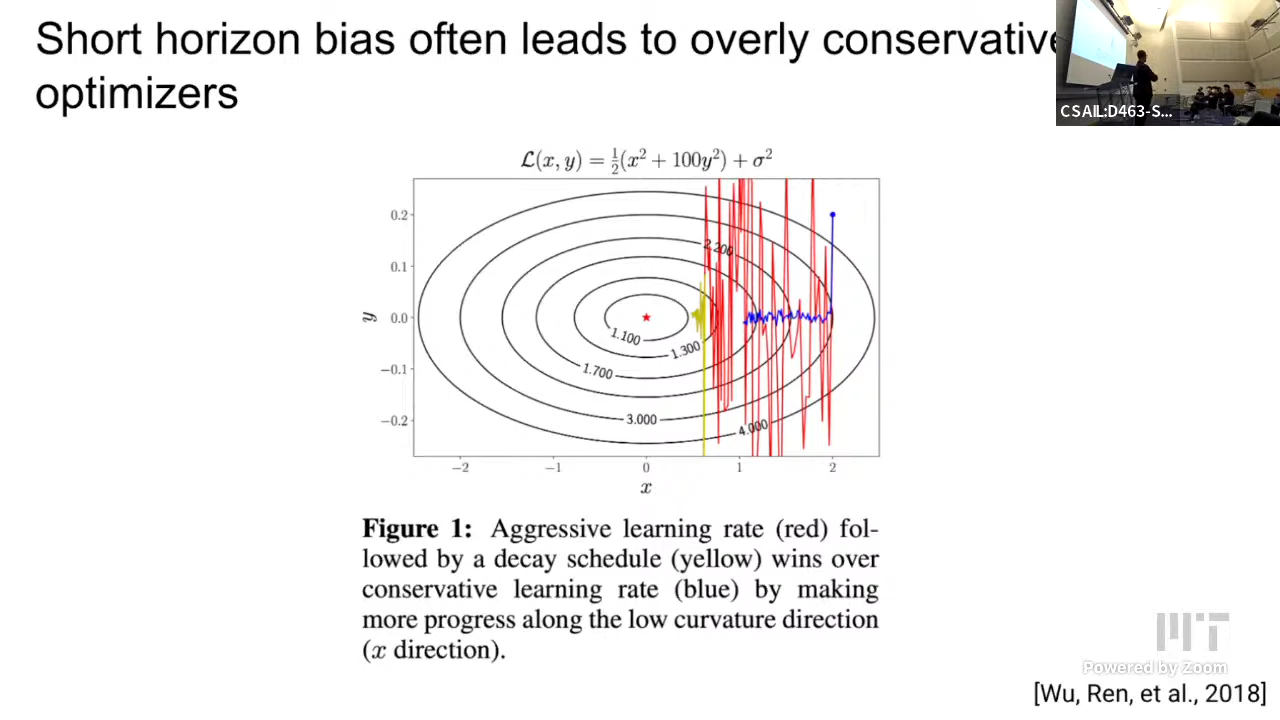 Short horizon bias often leads to overly conservative
optimizers
CSAIL:D463-S...
L(x, y) = ½(x² + 100y²) + σ²
0.2
0.1
0.0
−0.1
−0.2
y
2.200
1.100
1.300
1.700
3.000
4.000
−2 −1 0 1 2
x
Figure 1: Aggressive learning rate (red) fol-
lowed by a decay schedule (yellow) wins over
conservative learning rate (blue) by making
more progress along the low curvature direction
(x direction).
MIT
Powered by Zoom
[Wu, Ren, et al., 2018]